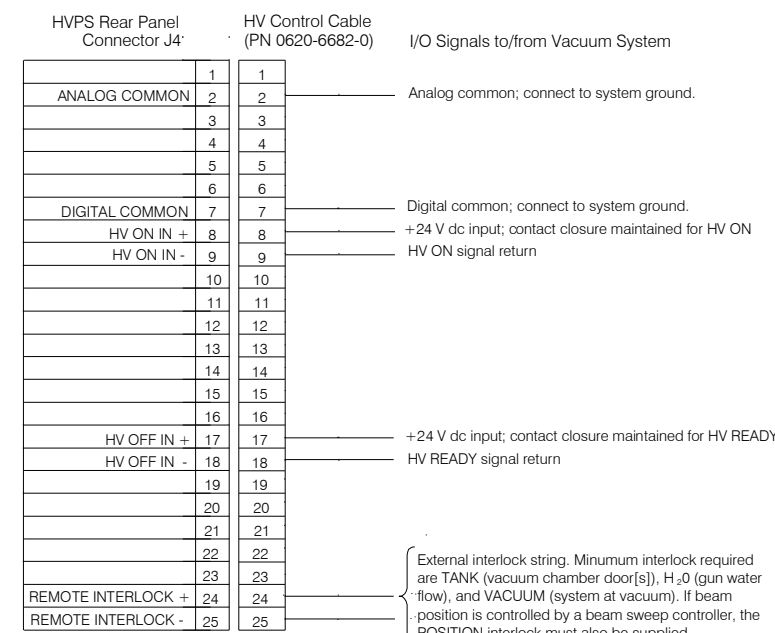 HVPS Rear Panel
Connector J4
HV Control Cable
(PN 0620-6682-0)
I/O Signals to/from Vacuum System
1 1
ANALOG COMMON 2 2 Analog common; connect to system ground.
3 3
4 4
5 5
6 6
DIGITAL COMMON 7 7 Digital common; connect to system ground.
HV ON IN + 8 8 +24 V dc input; contact closure maintained for HV ON
HV ON IN - 9 9 HV ON signal return
10 10
11 11
12 12
13 13
14 14
15 15
16 16
HV OFF IN + 17 17 +24 V dc input; contact closure maintained for HV READY
HV OFF IN - 18 18 HV READY signal return
19 19
20 20
21 21
22 22
23 23
REMOTE INTERLOCK + 24 24
REMOTE INTERLOCK - 25 25
External interlock string. Minumum interlock required
are TANK (vacuum chamber door[s]), H₂0 (gun water
flow), and VACUUM (system at vacuum). If beam
position is controlled by a beam sweep controller, the
POSITION interlock must also be supplied